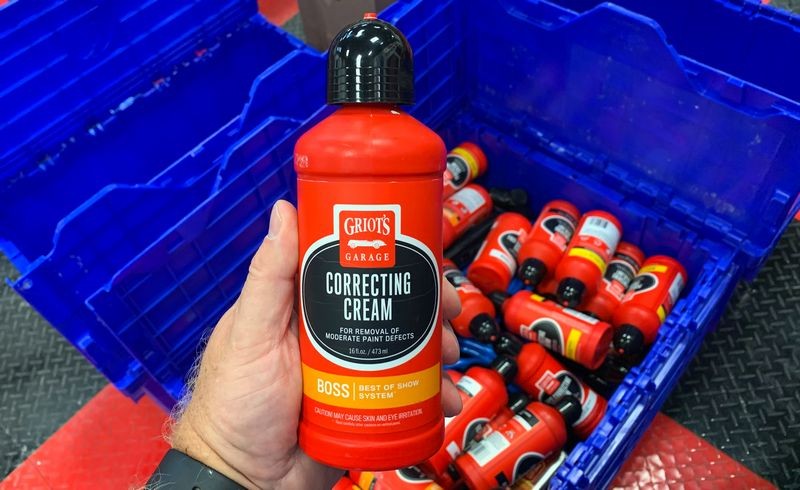 GRIOT'S
GARAGE
CORRECTING
CREAM
FOR REMOVAL OF
MODERATE PAINT DEFECTS
16 fl.oz. / 473 ml
BOSS BEST OF SHOW
SYSTEM™
CAUTION! MAY CAUSE SKIN AND EYE IRRITATION.